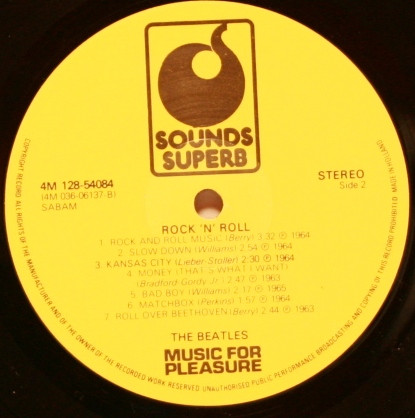 SOUNDS
SUPERB
4M 128-54084
(4M 036-06137-B)
SABAM
STEREO
Side 2
ROCK 'N' ROLL
1. ROCK AND ROLL MUSIC (Berry) 3:32 ℗ 1964
2. SLOW DOWN (Williams) 2:54 ℗ 1964
3. KANSAS CITY (Lieber-Stoller) 2:30 ℗ 1964
4. MONEY (THAT'S WHAT I WANT)
(Bradford-Gordy Jr.) 2:47 ℗ 1963
5. BAD BOY (Williams) 2:17 ℗ 1965
6. MATCHBOX (Perkins) 1:57 ℗ 1964
7. ROLL OVER BEETHOVEN (Berry) 2:44 ℗ 1963
THE BEATLES
MUSIC FOR
PLEASURE
COPYRIGHT RECORD ALL RIGHTS OF THE MANUFACTURER AND OF THE OWNER OF THE RECORDED WORK RESERVED. UNAUTHORISED PUBLIC PERFORMANCE BROADCASTING AND COPYING OF THIS RECORD PROHIBITED. MADE IN HOLLAND